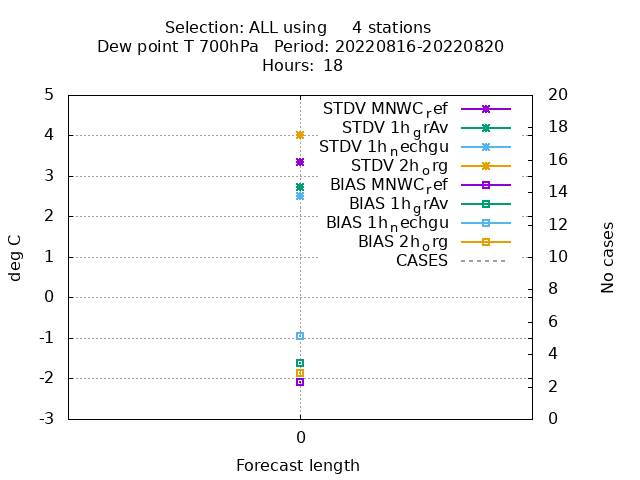 Selection: ALL using     4 stations
Dew point T 700hPa   Period: 20220816-20220820
Hours: 18
5 20
4 18
3 16
2 14
1 12
0 10
-1 8
-2 6
-3 4
2
0
STDV MNWC_ref
STDV 1h_grAv
STDV 1h_nechgu
STDV 2h_org
BIAS MNWC_ref
BIAS 1h_grAv
BIAS 1h_nechgu
BIAS 2h_org
CASES
deg C
No cases
0
Forecast length